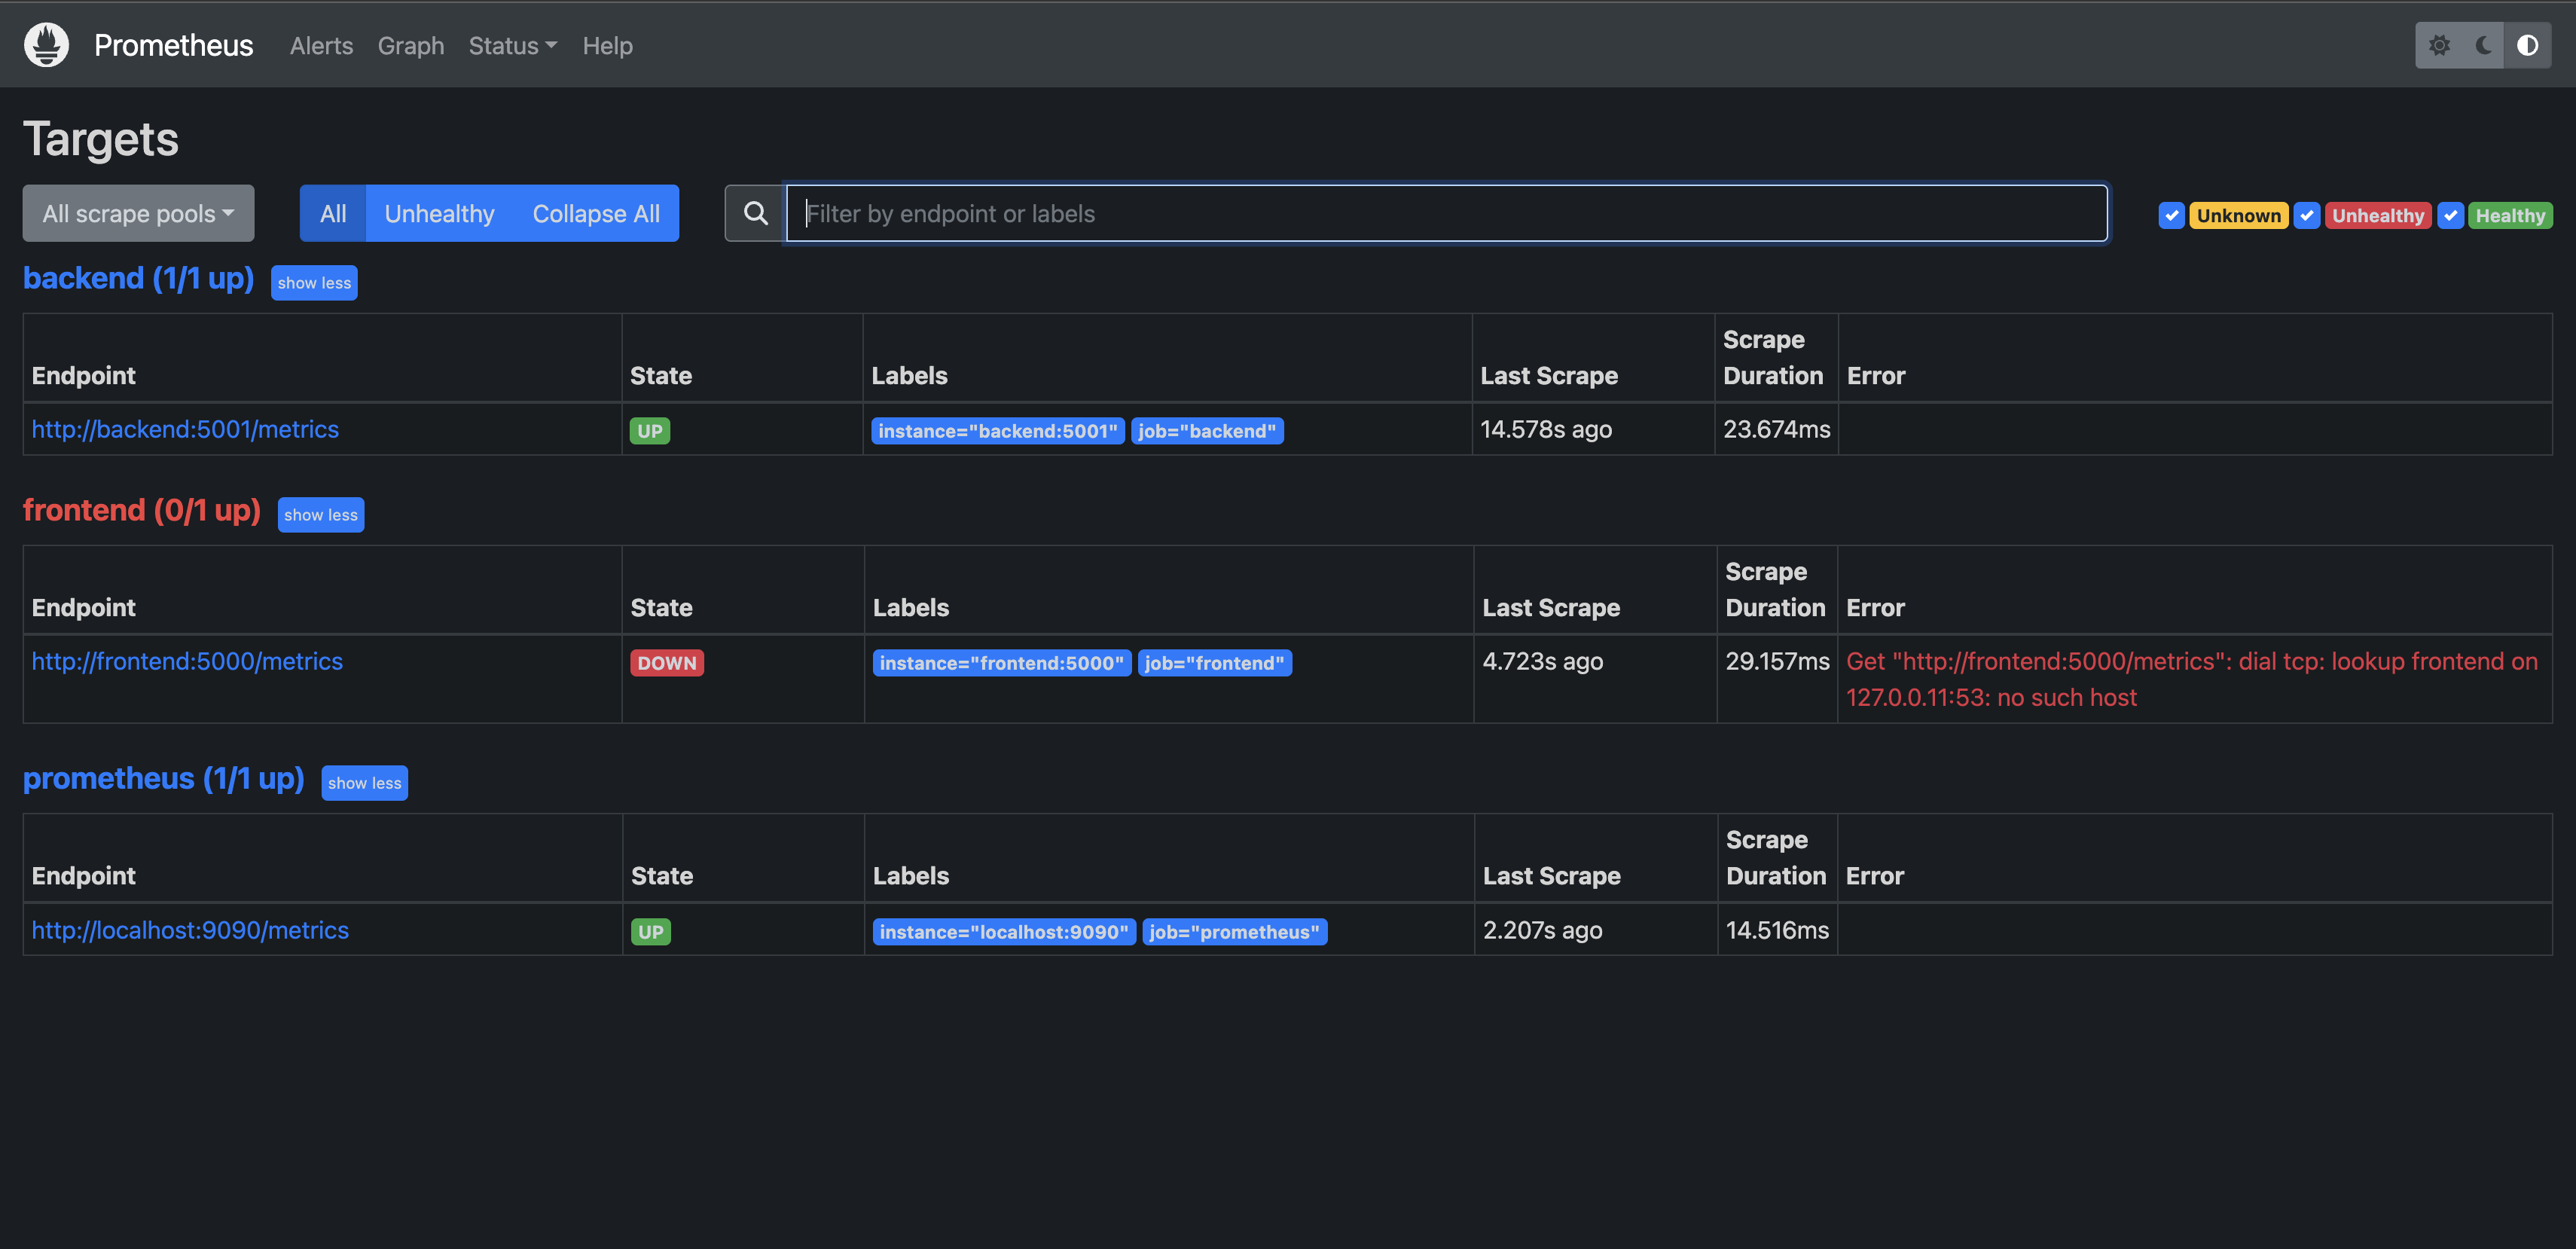 Prometheus Alerts Graph Status Help
Targets
All scrape pools All Unhealthy Collapse All Filter by endpoint or labels Unknown Unhealthy Healthy
backend (1/1 up) show less
Endpoint State Labels Last Scrape Scrape Duration Error
http://backend:5001/metrics UP instance="backend:5001" job="backend" 14.578s ago 23.674ms
frontend (0/1 up) show less
Endpoint State Labels Last Scrape Scrape Duration Error
http://frontend:5000/metrics DOWN instance="frontend:5000" job="frontend" 4.723s ago 29.157ms Get "http://frontend:5000/metrics": dial tcp: lookup frontend on
127.0.0.11:53: no such host
prometheus (1/1 up) show less
Endpoint State Labels Last Scrape Scrape Duration Error
http://localhost:9090/metrics UP instance="localhost:9090" job="prometheus" 2.207s ago 14.516ms